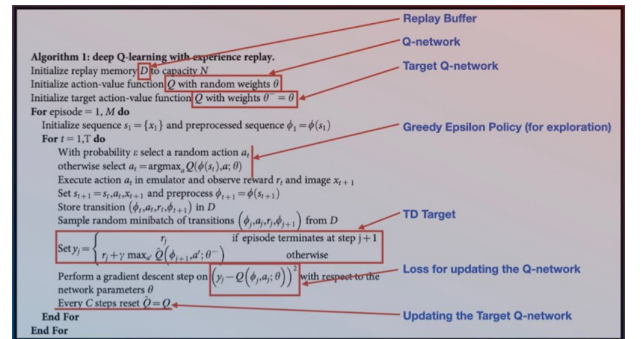 Replay Buffer
Q-network
Target Q-network
Algorithm 1: deep Q-learning with experience replay.
Initialize replay memory D to capacity N
Initialize action-value function Q with random weights θ
Initialize target action-value function Q̂ with weights θ⁻ = θ
For episode = 1, M do
Initialize sequence s₁ = {x₁} and preprocessed sequence ϕ₁ = ϕ(s₁)
For t = 1,T do
With probability ε select a random action aₜ
otherwise select aₜ = argmaxₐ Q(ϕ(sₜ),a; θ)
Execute action aₜ in emulator and observe reward rₜ and image xₜ₊₁
Set sₜ₊₁ = sₜ,aₜ,xₜ₊₁ and preprocess ϕₜ₊₁ = ϕ(sₜ₊₁)
Store transition (ϕₜ,aₜ,rₜ,ϕₜ₊₁) in D
Sample random minibatch of transitions (ϕⱼ,aⱼ,rⱼ,ϕⱼ₊₁) from D
Set yⱼ = { rⱼ if episode terminates at step j+1
rⱼ + γ maxₐ′ Q̂(ϕⱼ₊₁,a′; θ⁻) otherwise
Perform a gradient descent step on (yⱼ − Q(ϕⱼ,aⱼ; θ))² with respect to the
network parameters θ
Every C steps reset Q̂ = Q
End For
End For
Greedy Epsilon Policy (for exploration)
TD Target
Loss for updating the Q-network
Updating the Target Q-network